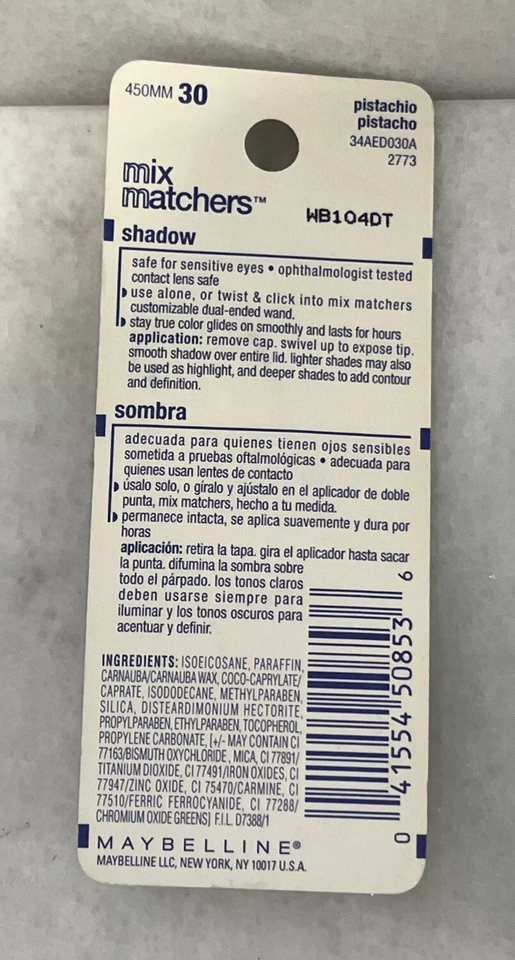 450MM 30
pistachio
pistacho
34AED030A
2773
mix
matchers™
WB104DT
shadow
safe for sensitive eyes • ophthalmologist tested
contact lens safe
use alone, or twist & click into mix matchers
customizable dual-ended wand.
stay true color glides on smoothly and lasts for hours
application: remove cap. swivel up to expose tip.
smooth shadow over entire lid. lighter shades may also
be used as highlight, and deeper shades to add contour
and definition.
sombra
adecuada para quienes tienen ojos sensibles
sometida a pruebas oftalmológicas • adecuada para
quienes usan lentes de contacto
úsalo solo, o gíralo y ajústalo en el aplicador de doble
punta, mix matchers, hecho a tu medida.
permanece intacta, se aplica suavemente y dura por
horas
aplicación: retira la tapa. gira el aplicador hasta sacar
la punta. difumina la sombra sobre
todo el párpado. los tonos claros
deben usarse siempre para
iluminar y los tonos oscuros para
acentuar y definir.
INGREDIENTS: ISOEICOSANE, PARAFFIN,
CARNAUBA/CARNAUBA WAX, COCO-CAPRYLATE/
CAPRATE, ISODODECANE, METHYLPARABEN,
SILICA, DISTEARDIMONIUM HECTORITE,
PROPYLPARABEN, ETHYLPARABEN, TOCOPHEROL,
PROPYLENE CARBONATE, [+/- MAY CONTAIN CI
77163/BISMUTH OXYCHLORIDE, MICA, CI 77891/
TITANIUM DIOXIDE, CI 77491/IRON OXIDES, CI
77947/ZINC OXIDE, CI 75470/CARMINE, CI
77510/FERRIC FERROCYANIDE, CI 77288/
CHROMIUM OXIDE GREENS] F.I.L. D7388/1
0 41554 50853 6
MAYBELLINE®
MAYBELLINE LLC, NEW YORK, NY 10017 U.S.A.